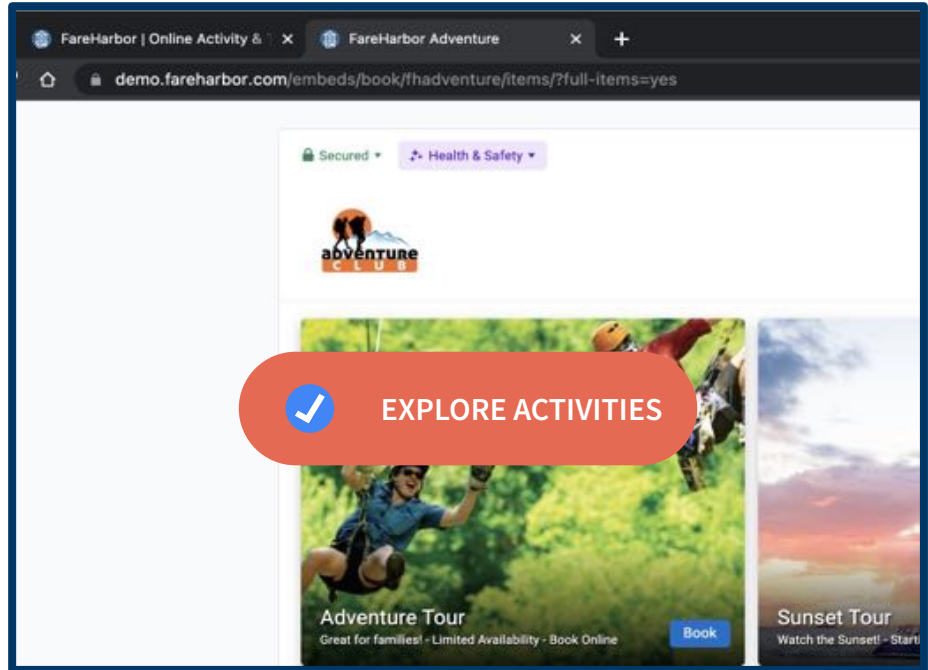 FareHarbor | Online Activity &
FareHarbor Adventure
demo.fareharbor.com/embeds/book/fhadventure/items/?full-items=yes
Secured
Health & Safety
ADVENTURE
CLUB
EXPLORE ACTIVITIES
Adventure Tour
Great for families! - Limited Availability - Book Online
Book
Sunset Tour
Watch the Sunset! -